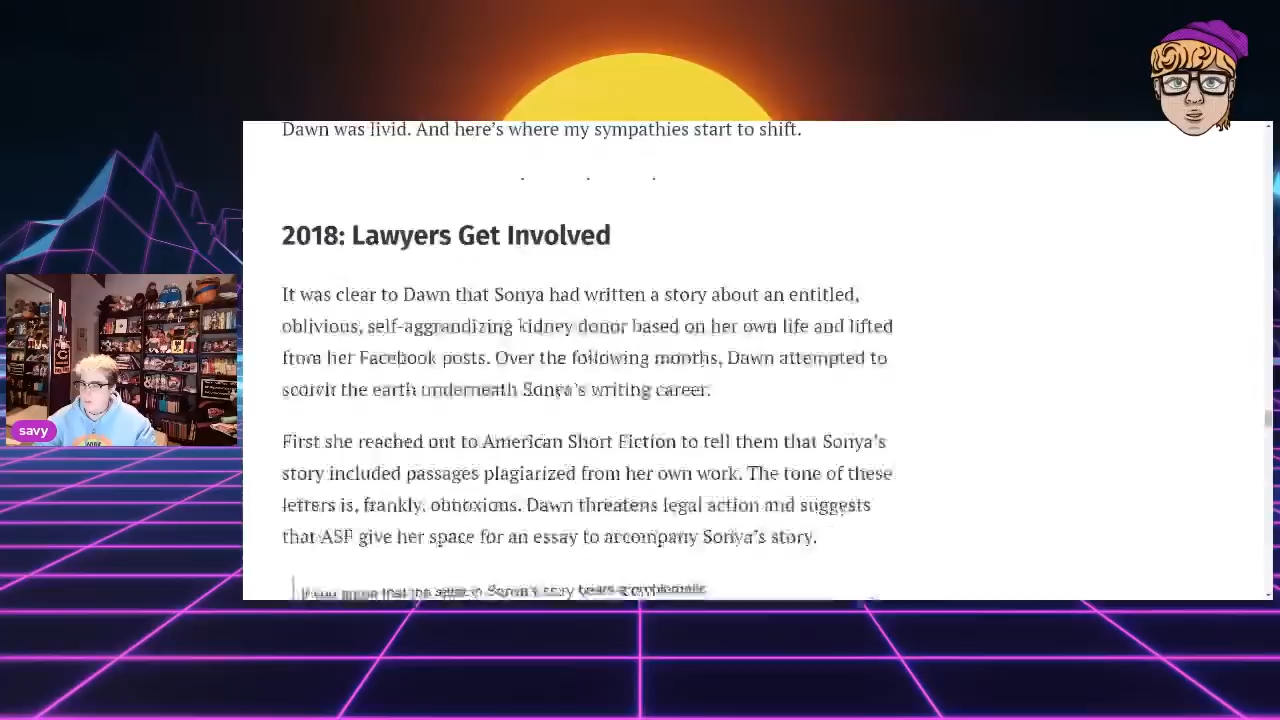 Dawn was livid. And here's where my sympathies start to shift.
. . .
2018: Lawyers Get Involved
It was clear to Dawn that Sonya had written a story about an entitled,
oblivious, self-aggrandizing kidney donor based on her own life and lifted
from her Facebook posts. Over the following months, Dawn attempted to
scorch the earth underneath Sonya's writing career.
First she reached out to American Short Fiction to tell them that Sonya's
story included passages plagiarized from her own work. The tone of these
letters is, frankly, obnoxious. Dawn threatens legal action and suggests
that ASF give her space for an essay to accompany Sonya's story.
Sonya's story
savy